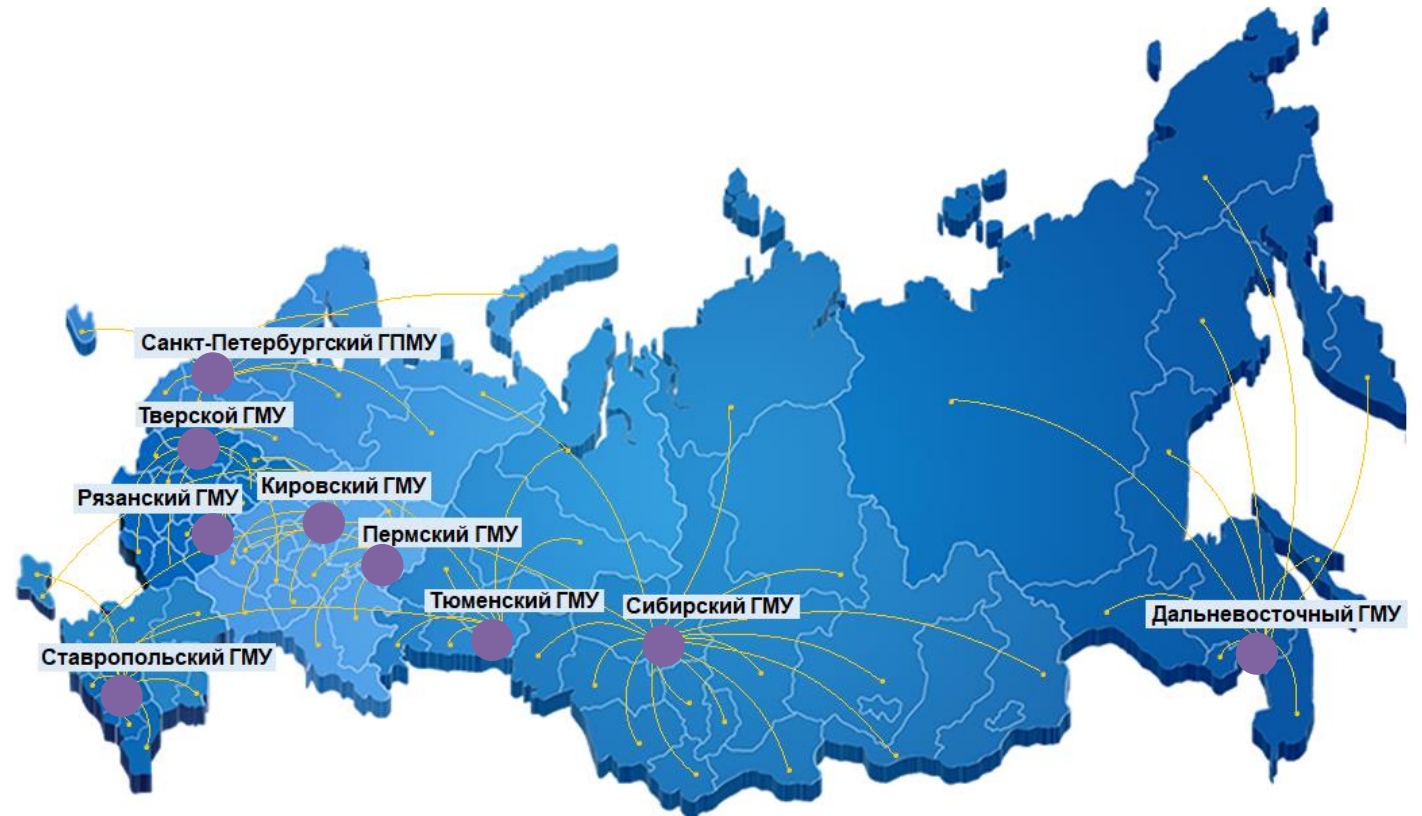 Санкт-Петербургский ГПМУ
Тверской ГМУ
Кировский ГМУ
Рязанский ГМУ
Пермский ГМУ
Тюменский ГМУ
Сибирский ГМУ
Дальневосточный ГМУ
Ставропольский ГМУ